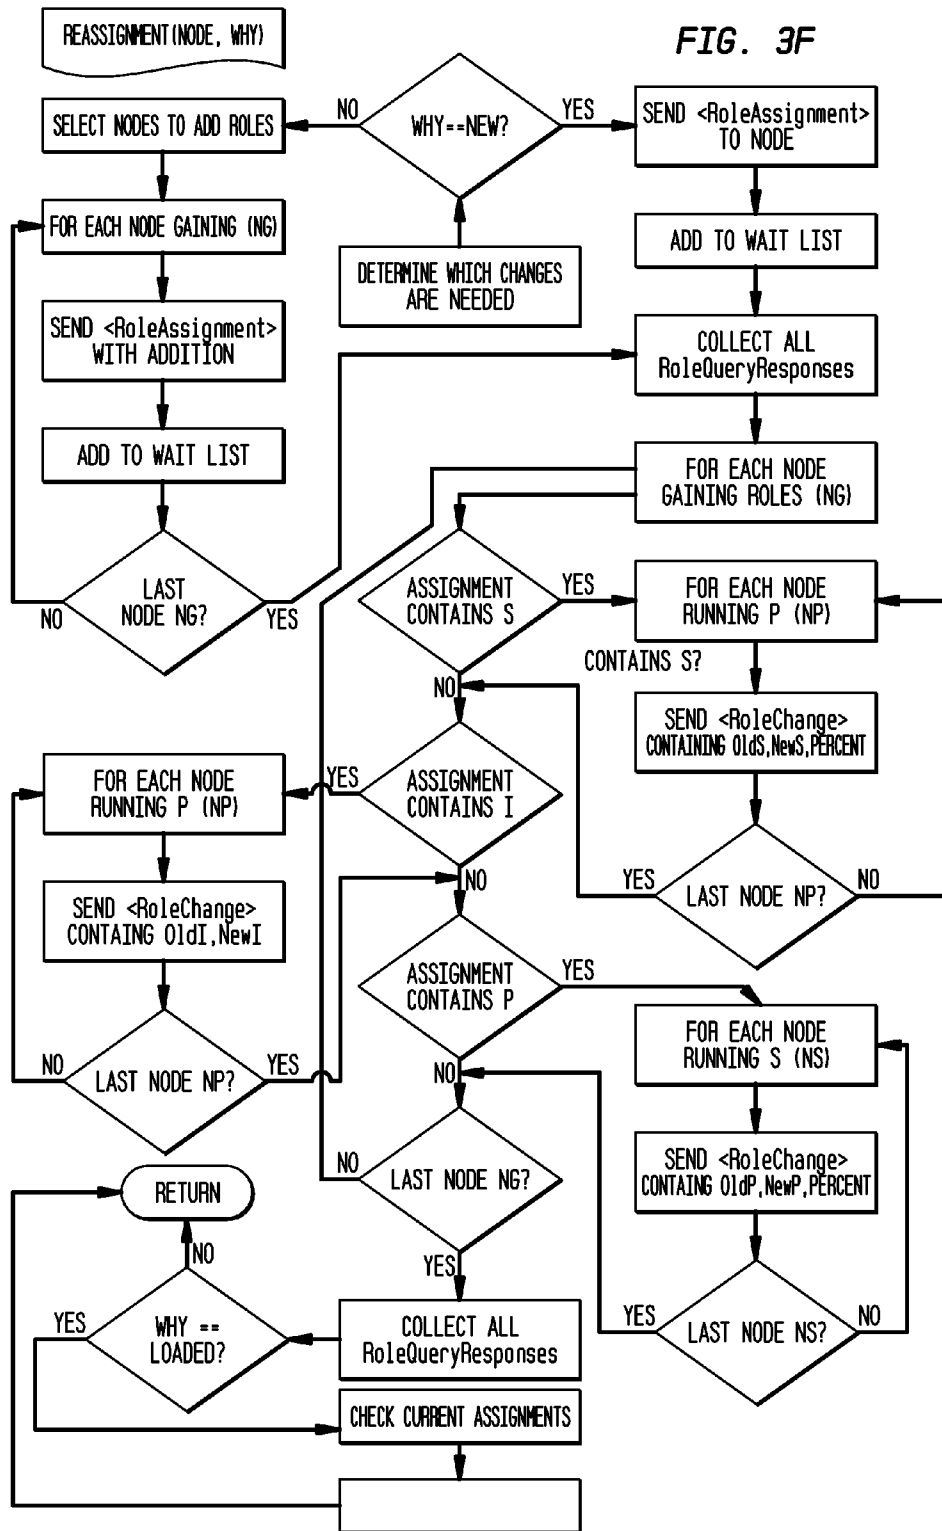 REASSIGNMENT(NODE, WHY)
FIG. 3F
SELECT NODES TO ADD ROLES
NO
WHY==NEW?
YES
SEND <RoleAssignment>
TO NODE
FOR EACH NODE GAINING (NG)
ADD TO WAIT LIST
DETERMINE WHICH CHANGES
ARE NEEDED
SEND <RoleAssignment>
WITH ADDITION
COLLECT ALL
RoleQueryResponses
ADD TO WAIT LIST
FOR EACH NODE
GAINING ROLES (NG)
LAST
NODE NG?
NO
YES
ASSIGNMENT
CONTAINS S
YES
FOR EACH NODE
RUNNING P (NP)
CONTAINS S?
NO
SEND <RoleChange>
CONTAINING OldS,NewS,PERCENT
FOR EACH NODE
RUNNING P (NP)
YES
ASSIGNMENT
CONTAINS I
NO
YES
LAST NODE NP?
NO
SEND <RoleChange>
CONTAING OldI,NewI
ASSIGNMENT
CONTAINS P
YES
FOR EACH NODE
RUNNING S (NS)
NO
LAST NODE NP?
YES
NO
SEND <RoleChange>
CONTAING OldP,NewP,PERCENT
NO
LAST NODE NG?
RETURN
NO
YES
YES
WHY ==
LOADED?
COLLECT ALL
RoleQueryResponses
YES
LAST NODE NS?
NO
CHECK CURRENT ASSIGNMENTS